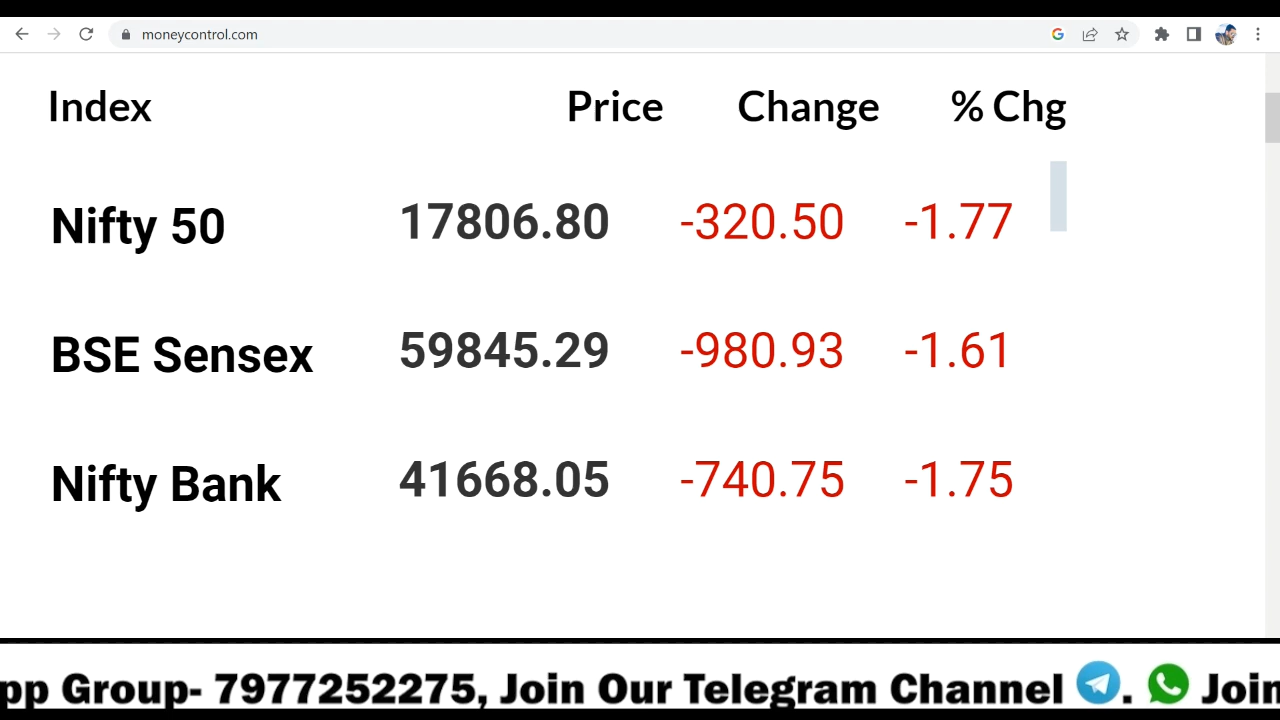 moneycontrol.com
Index Price Change % Chg
Nifty 50 17806.80 -320.50 -1.77
BSE Sensex 59845.29 -980.93 -1.61
Nifty Bank 41668.05 -740.75 -1.75
pp Group- 7977252275, Join Our Telegram Channel . Join